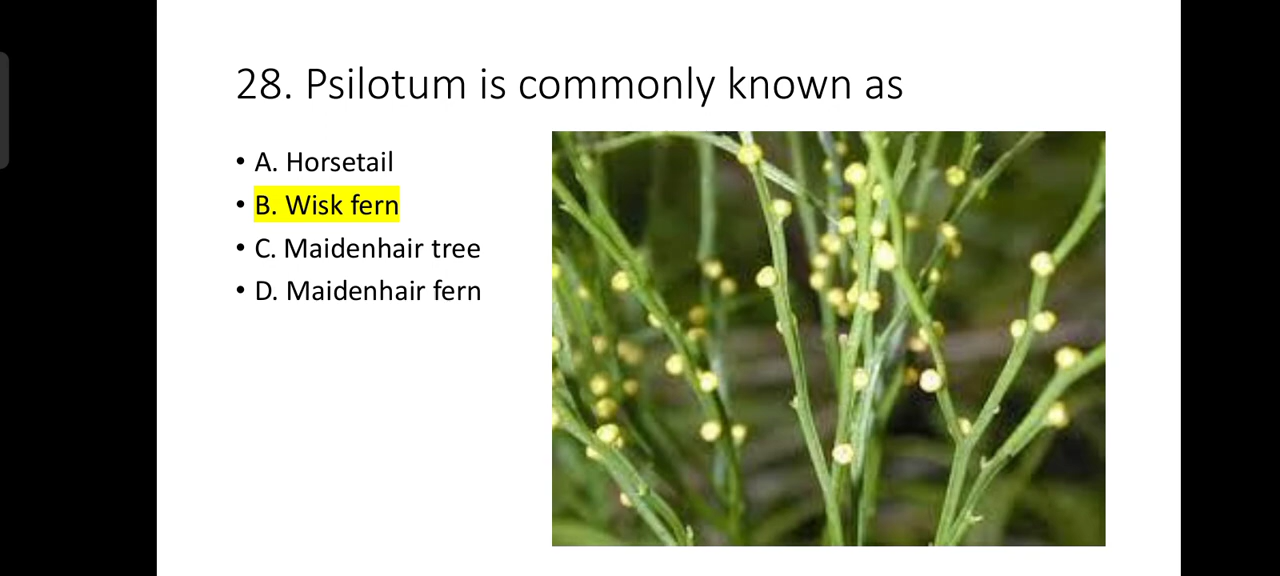 28. Psilotum is commonly known as
• A. Horsetail
• B. Wisk fern
• C. Maidenhair tree
• D. Maidenhair fern